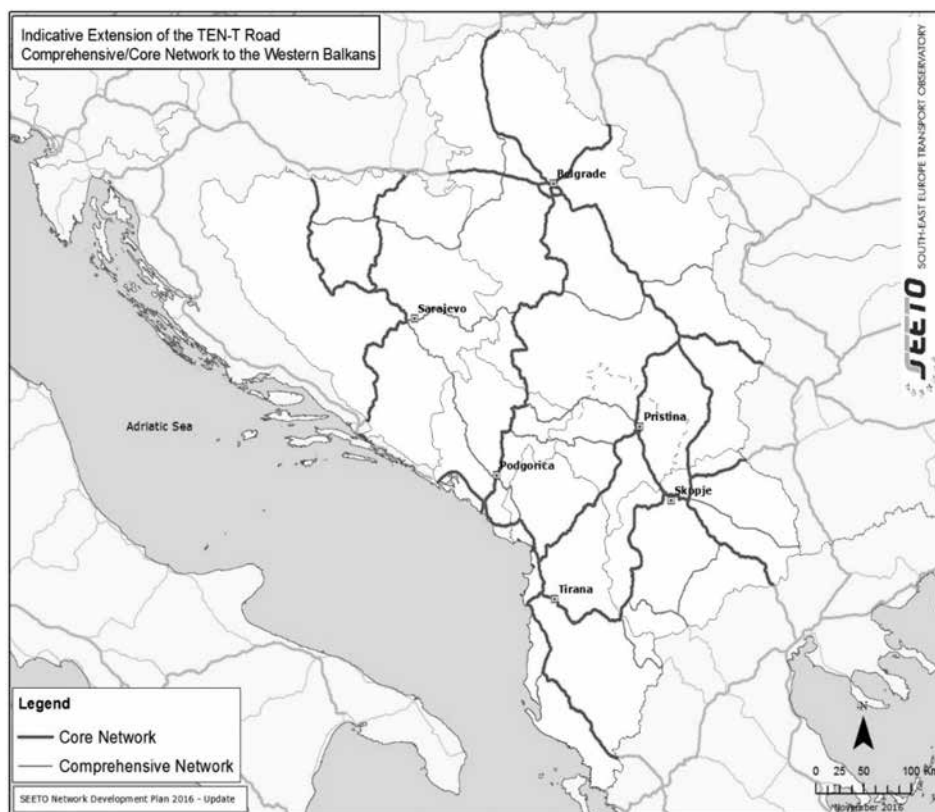 Indicative Extension of the TEN-T Road
Comprehensive/Core Network to the Western Balkans
SEETO
SOUTH-EAST EUROPE TRANSPORT OBSERVATORY
Belgrade
Sarajevo
Pristina
Adriatic Sea
Podgorica
Skopje
Tirana
Legend
Core Network
Comprehensive Network
SEETO Network Development Plan 2016 - Update
N
0 25 50 100 Km
November 2016